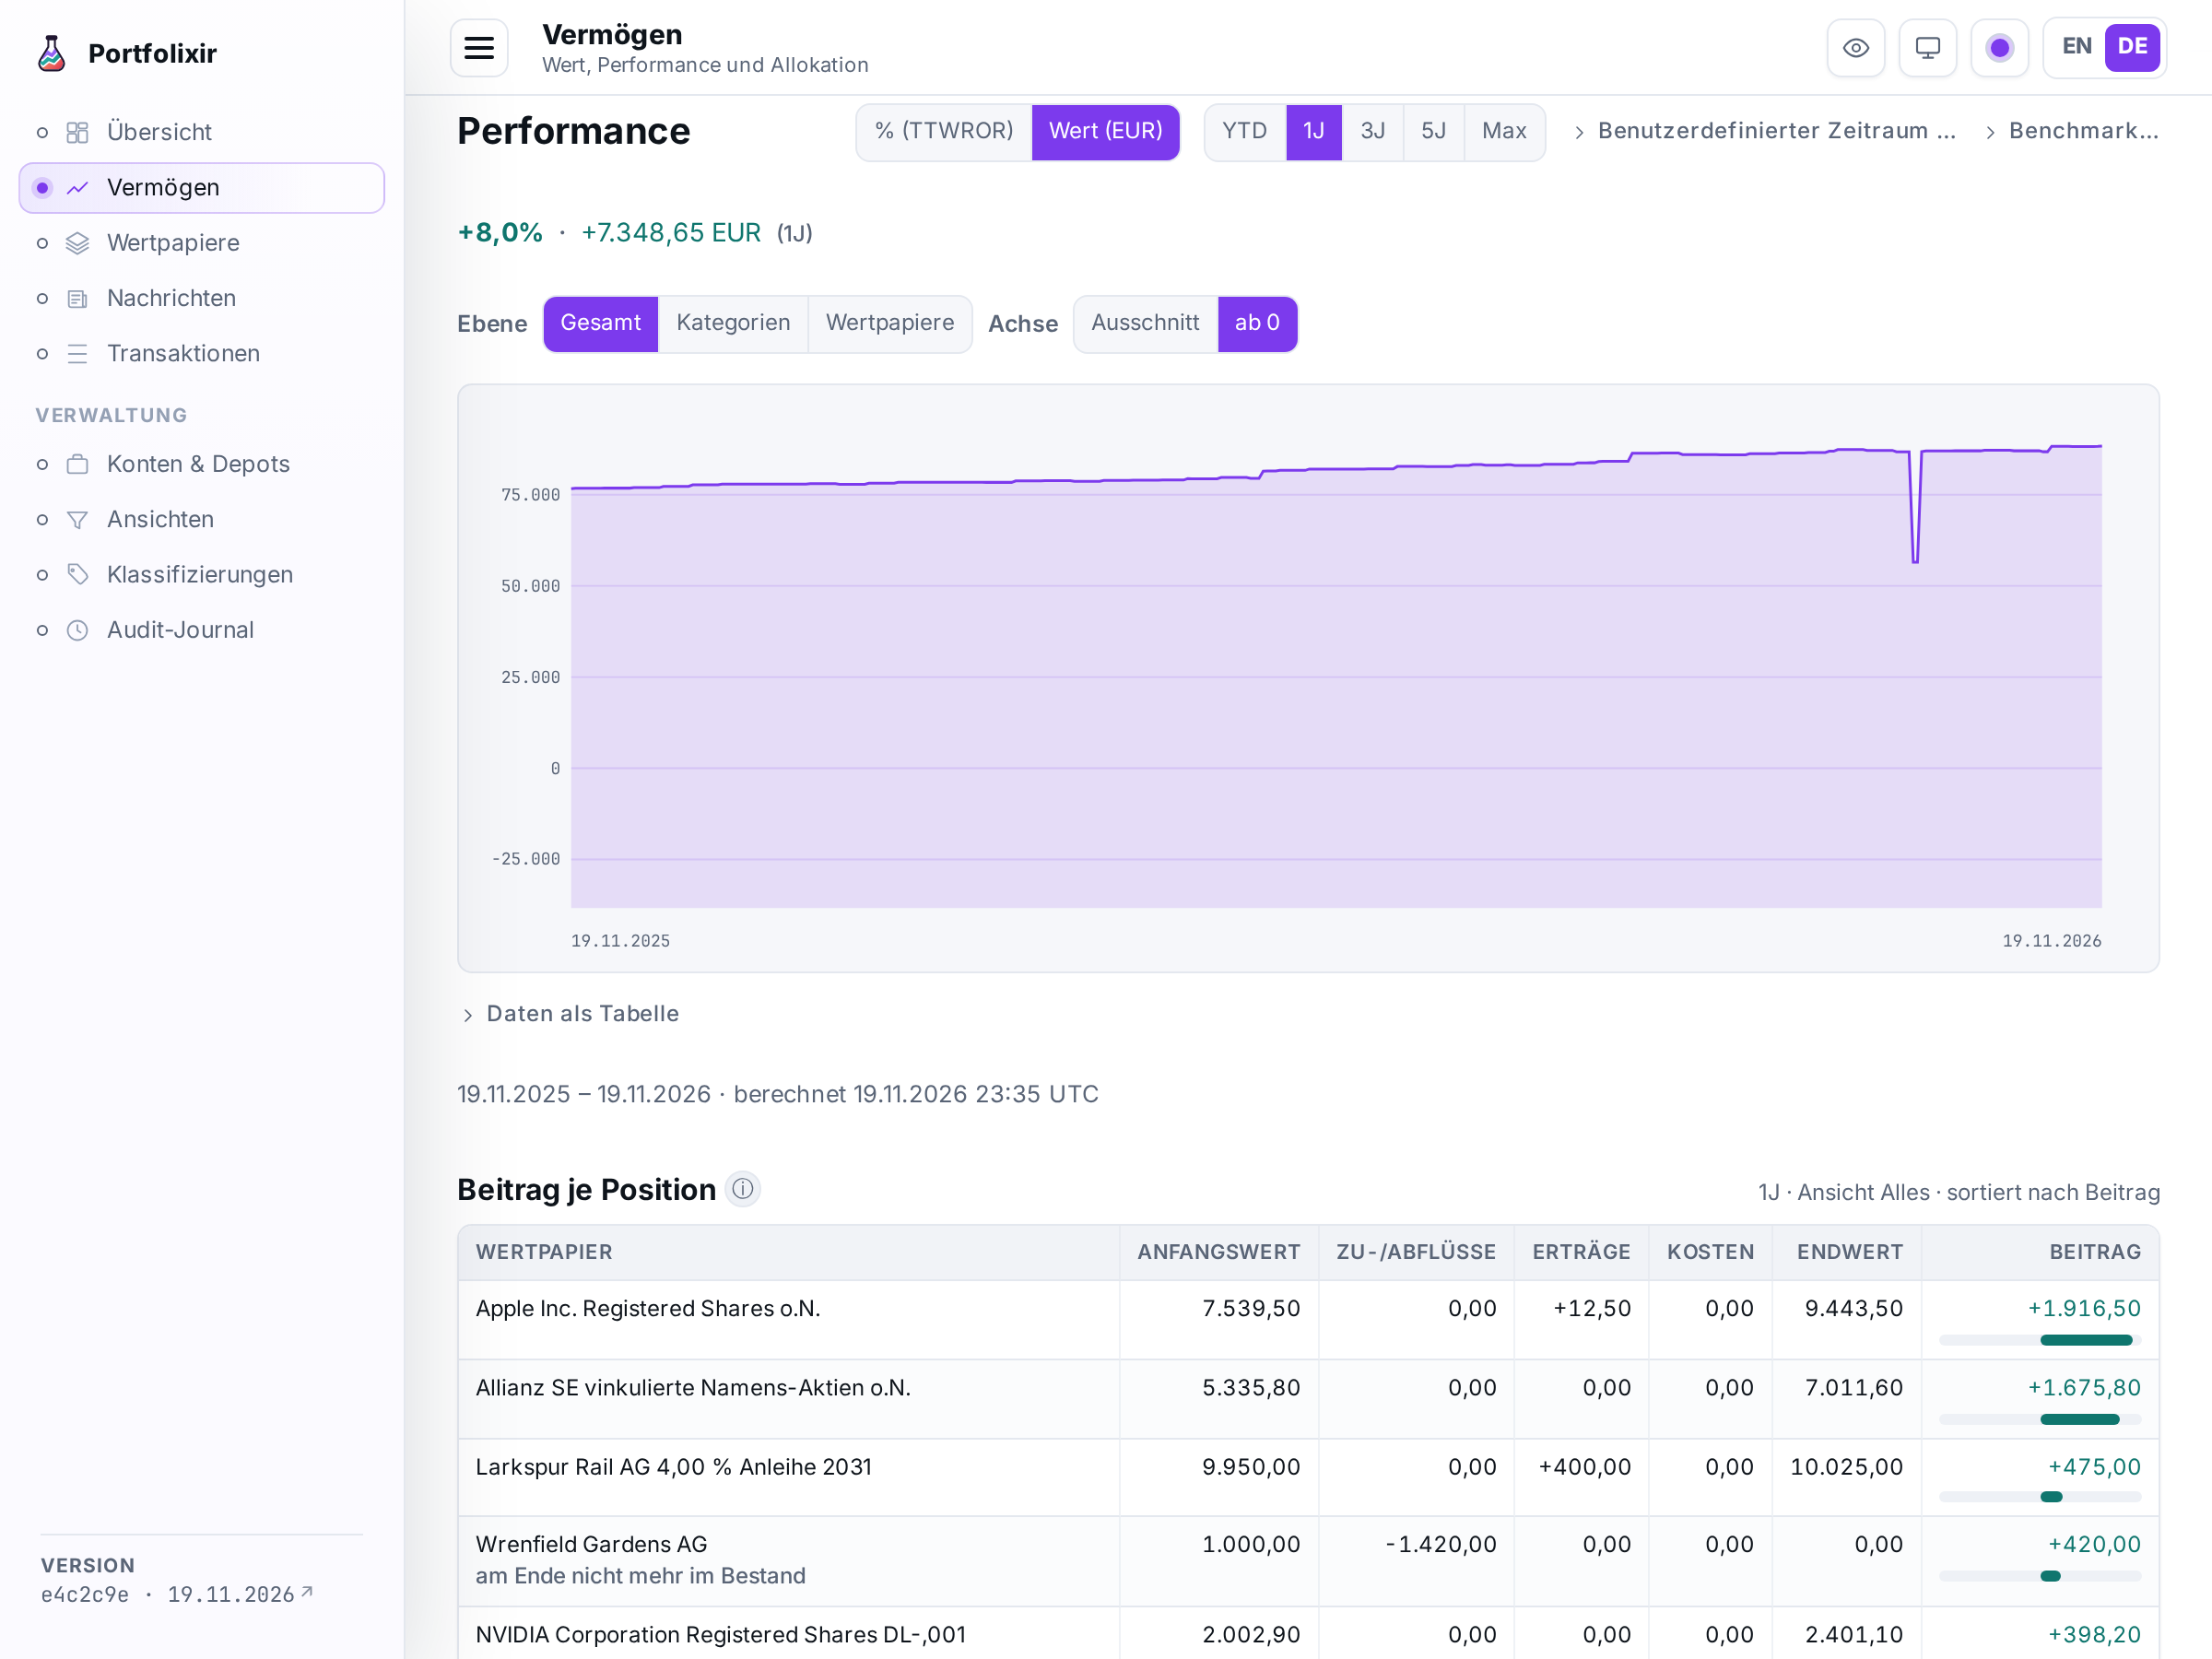 Portfolixir
Übersicht
Vermögen
Wertpapiere
Nachrichten
Transaktionen
VERWALTUNG
Konten & Depots
Ansichten
Klassifizierungen
Audit-Journal
VERSION
e4c2c9e · 19.11.2026
Vermögen
Wert, Performance und Allokation
EN DE
Performance
% (TTWROR) Wert (EUR) YTD 1J 3J 5J Max Benutzerdefinierter Zeitraum ... Benchmark...
+8,0% · +7.348,65 EUR (1J)
Ebene Gesamt Kategorien Wertpapiere Achse Ausschnitt ab 0
75.000
50.000
25.000
0
-25.000
19.11.2025 19.11.2026
Daten als Tabelle
19.11.2025 – 19.11.2026 · berechnet 19.11.2026 23:35 UTC
Beitrag je Position 1J · Ansicht Alles · sortiert nach Beitrag
WERTPAPIER ANFANGSWERT ZU-/ABFLÜSSE ERTRÄGE KOSTEN ENDWERT BEITRAG
Apple Inc. Registered Shares o.N. 7.539,50 0,00 +12,50 0,00 9.443,50 +1.916,50
Allianz SE vinkulierte Namens-Aktien o.N. 5.335,80 0,00 0,00 0,00 7.011,60 +1.675,80
Larkspur Rail AG 4,00 % Anleihe 2031 9.950,00 0,00 +400,00 0,00 10.025,00 +475,00
Wrenfield Gardens AG 1.000,00 -1.420,00 0,00 0,00 0,00 +420,00
am Ende nicht mehr im Bestand
NVIDIA Corporation Registered Shares DL-,001 2.002,90 0,00 0,00 0,00 2.401,10 +398,20